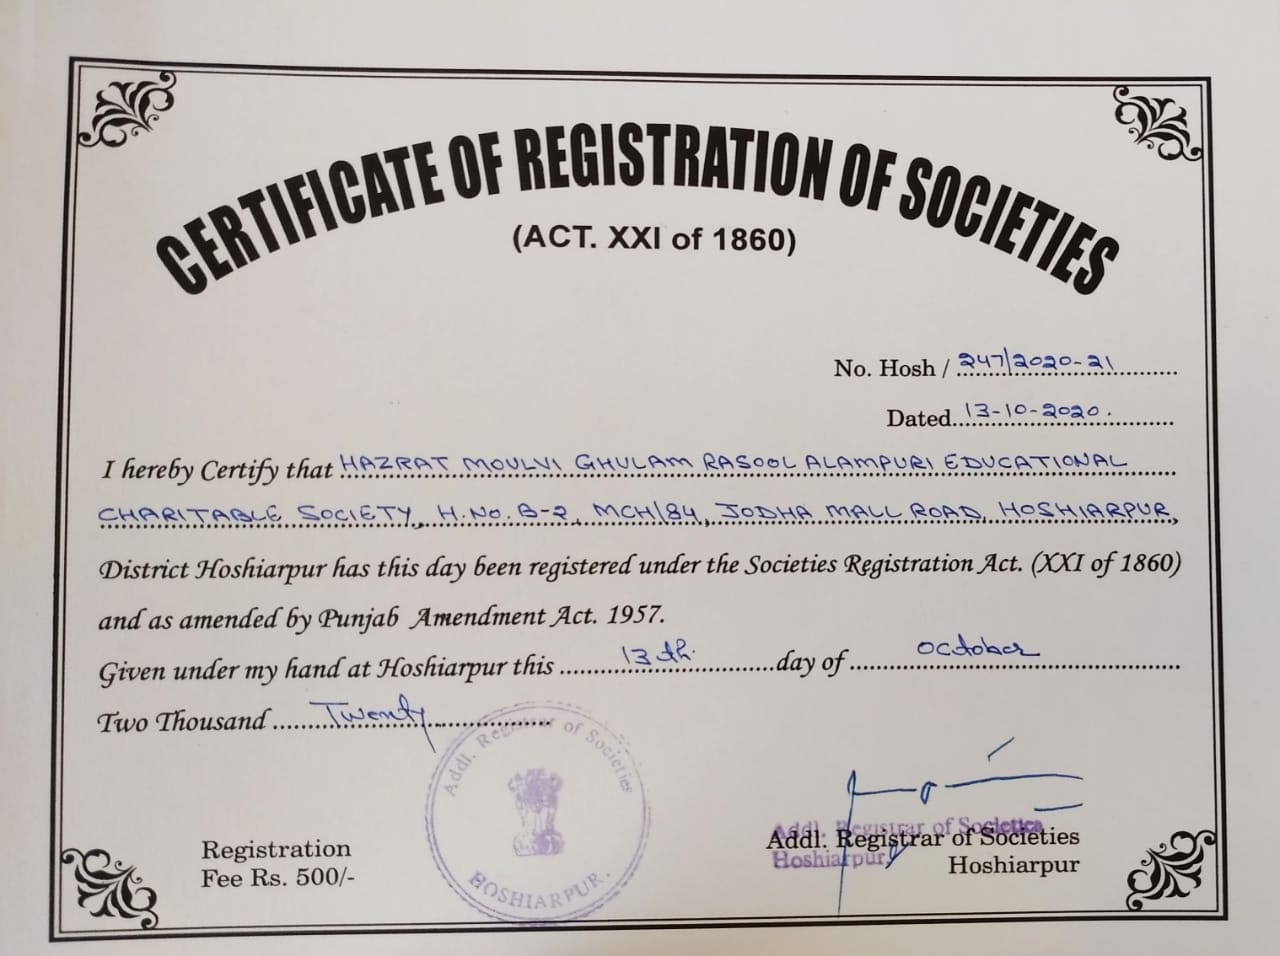 CERTIFICATE OF REGISTRATION OF SOCIETIES
(ACT. XXI of 1860)
No. Hosh / 247/2020-21
Dated 13-10-2020.
I hereby Certify that HAZRAT MOULVI GHULAM RASOOL ALAMPURI EDUCATIONAL
CHARITABLE SOCIETY, H.No. B-2, MCH/84, JODHA MALL ROAD, HOSHIARPUR,
District Hoshiarpur has this day been registered under the Societies Registration Act. (XXI of 1860)
and as amended by Punjab Amendment Act. 1957.
Given under my hand at Hoshiarpur this 13th. day of October
Two Thousand Twenty
Addl. Registrar of Societies
HOSHIARPUR.
Addl. Registrar of Societies
Hoshiarpur
Addl. Registrar of Societies
Hoshiarpur
Registration
Fee Rs. 500/-